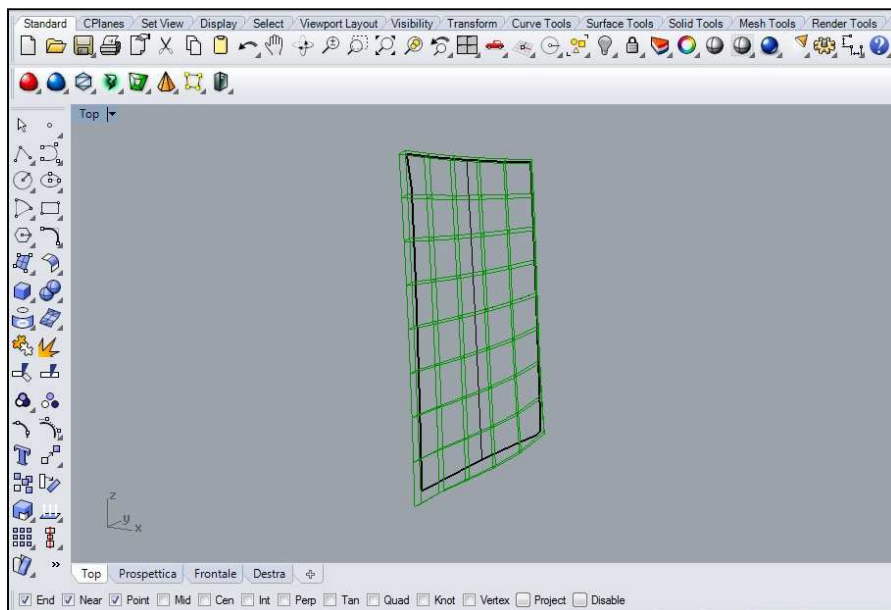 Standard CPlanes Set View Display Select Viewport Layout Visibility Transform Curve Tools Surface Tools Solid Tools Mesh Tools Render Tools
Top
z
y
x
Top Prospettica Frontale Destra
End Near Point Mid Cen Int Perp Tan Quad Knot Vertex Project Disable